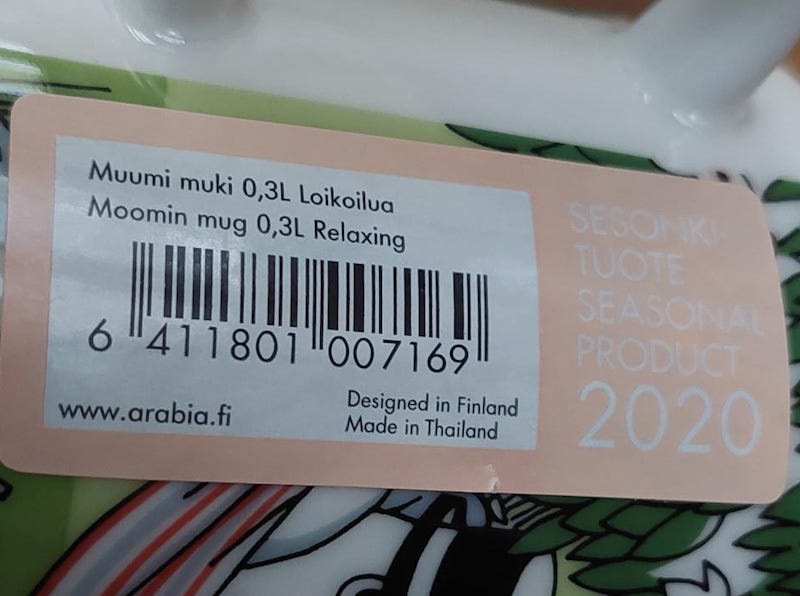 Muumi muki 0,3L Loikoilua
Moomin mug 0,3L Relaxing
6 411801 007169
www.arabia.fi
Designed in Finland
Made in Thailand
SESONKI-
TUOTE
SEASONAL
PRODUCT
2020